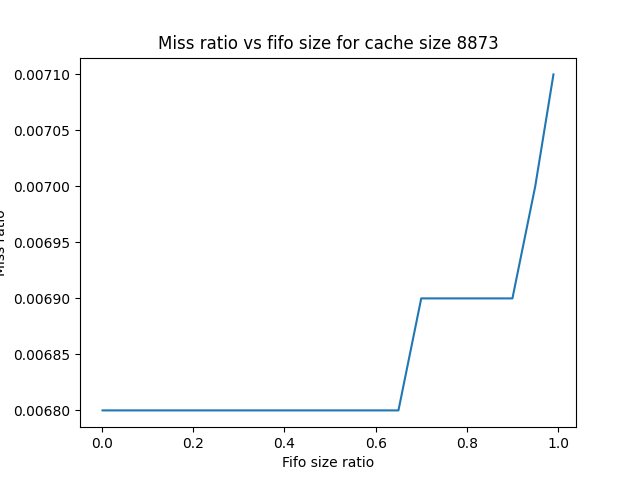 Miss ratio vs fifo size for cache size 8873
0.00710
0.00705
0.00700
0.00695
0.00690
0.00685
0.00680
Miss ratio
0.0 0.2 0.4 0.6 0.8 1.0
Fifo size ratio